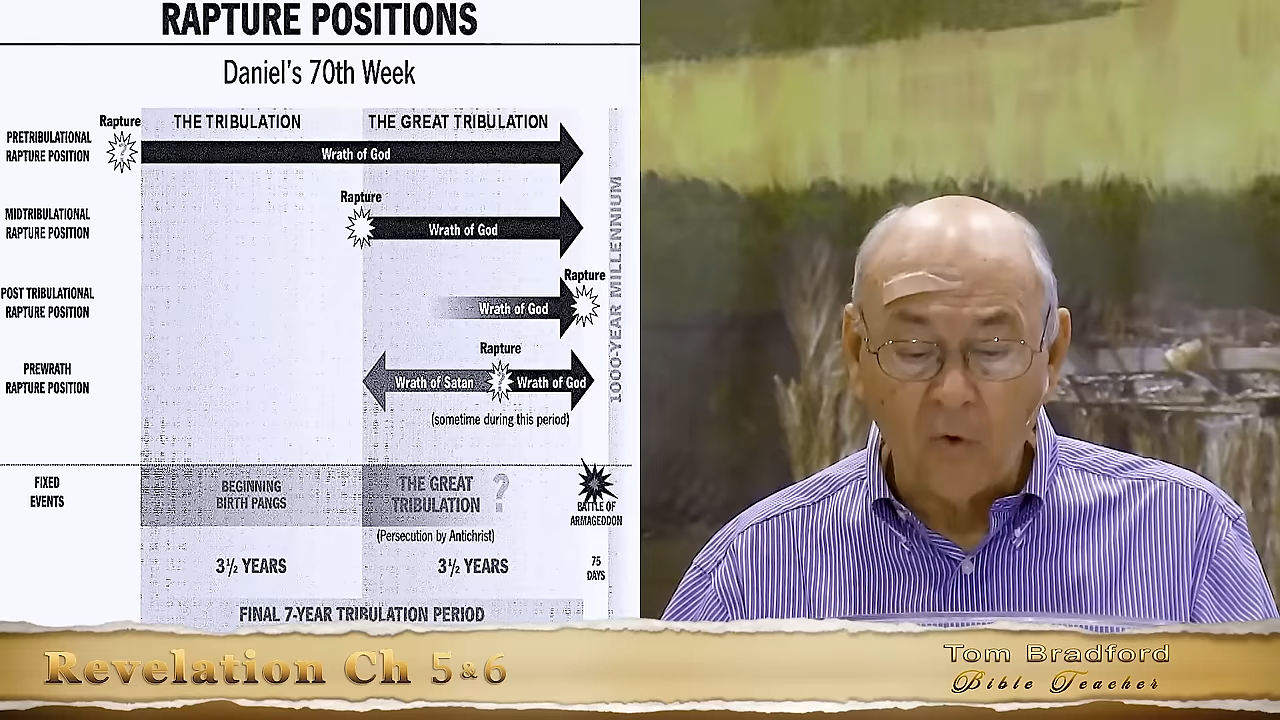 RAPTURE POSITIONS
Daniel's 70th Week
THE TRIBULATION
THE GREAT TRIBULATION
Rapture
PRETRIBULATIONAL
RAPTURE POSITION
Wrath of God
Rapture
MIDTRIBULATIONAL
RAPTURE POSITION
Wrath of God
Rapture
POST TRIBULATIONAL
RAPTURE POSITION
Wrath of God
Rapture
PREWRATH
RAPTURE POSITION
Wrath of Satan
?
Wrath of God
(sometime during this period)
1000-YEAR MILLENNIUM
FIXED
EVENTS
BEGINNING
BIRTH PANGS
THE GREAT
TRIBULATION
?
(Persecution by Antichrist)
BATTLE OF
ARMAGEDDON
3½ YEARS
3½ YEARS
75
DAYS
FINAL 7-YEAR TRIBULATION PERIOD
Revelation Ch 5&6
Tom Bradford
Bible Teacher